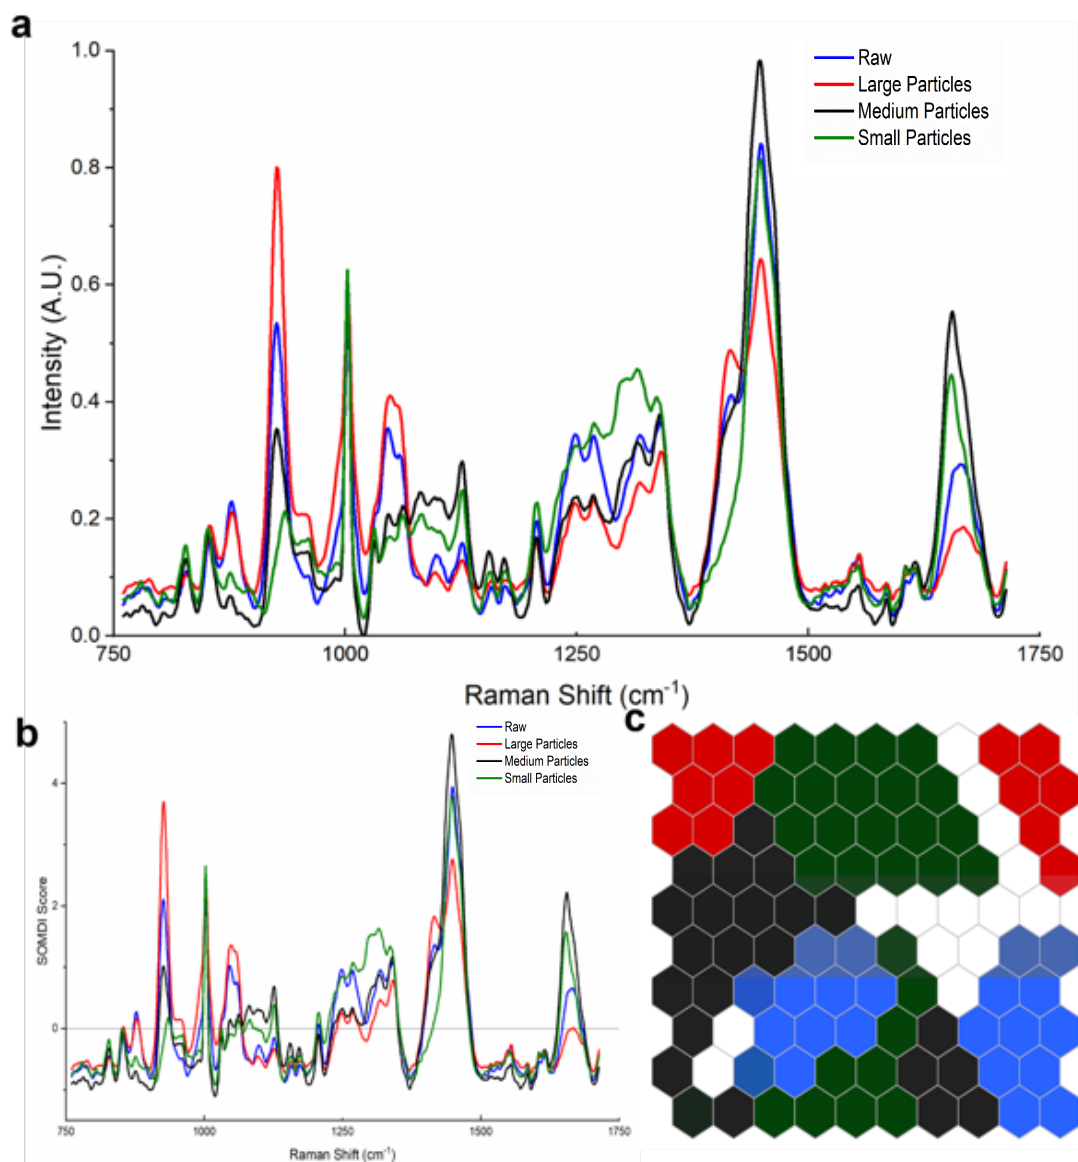 a
1.0
0.8
0.6
0.4
0.2
0.0
Intensity (A.U.)
Raw
Large Particles
Medium Particles
Small Particles
750
1000
1250
1500
1750
Raman Shift (cm⁻¹)
b
4
2
0
SOMDI Score
Raw
Large Particles
Medium Particles
Small Particles
750
1000
1250
1500
1750
Raman Shift (cm⁻¹)
c